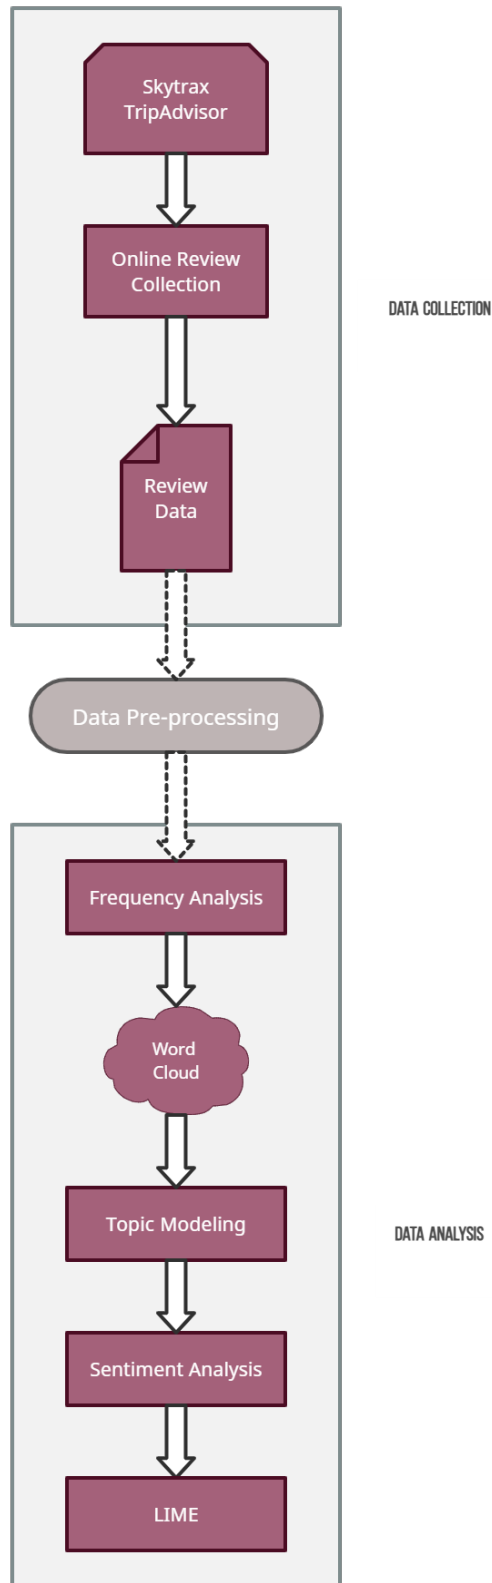 Skytrax
TripAdvisor
Online Review
Collection
DATA COLLECTION
Review
Data
Data Pre-processing
Frequency Analysis
Word
Cloud
Topic Modeling
DATA ANALYSIS
Sentiment Analysis
LIME